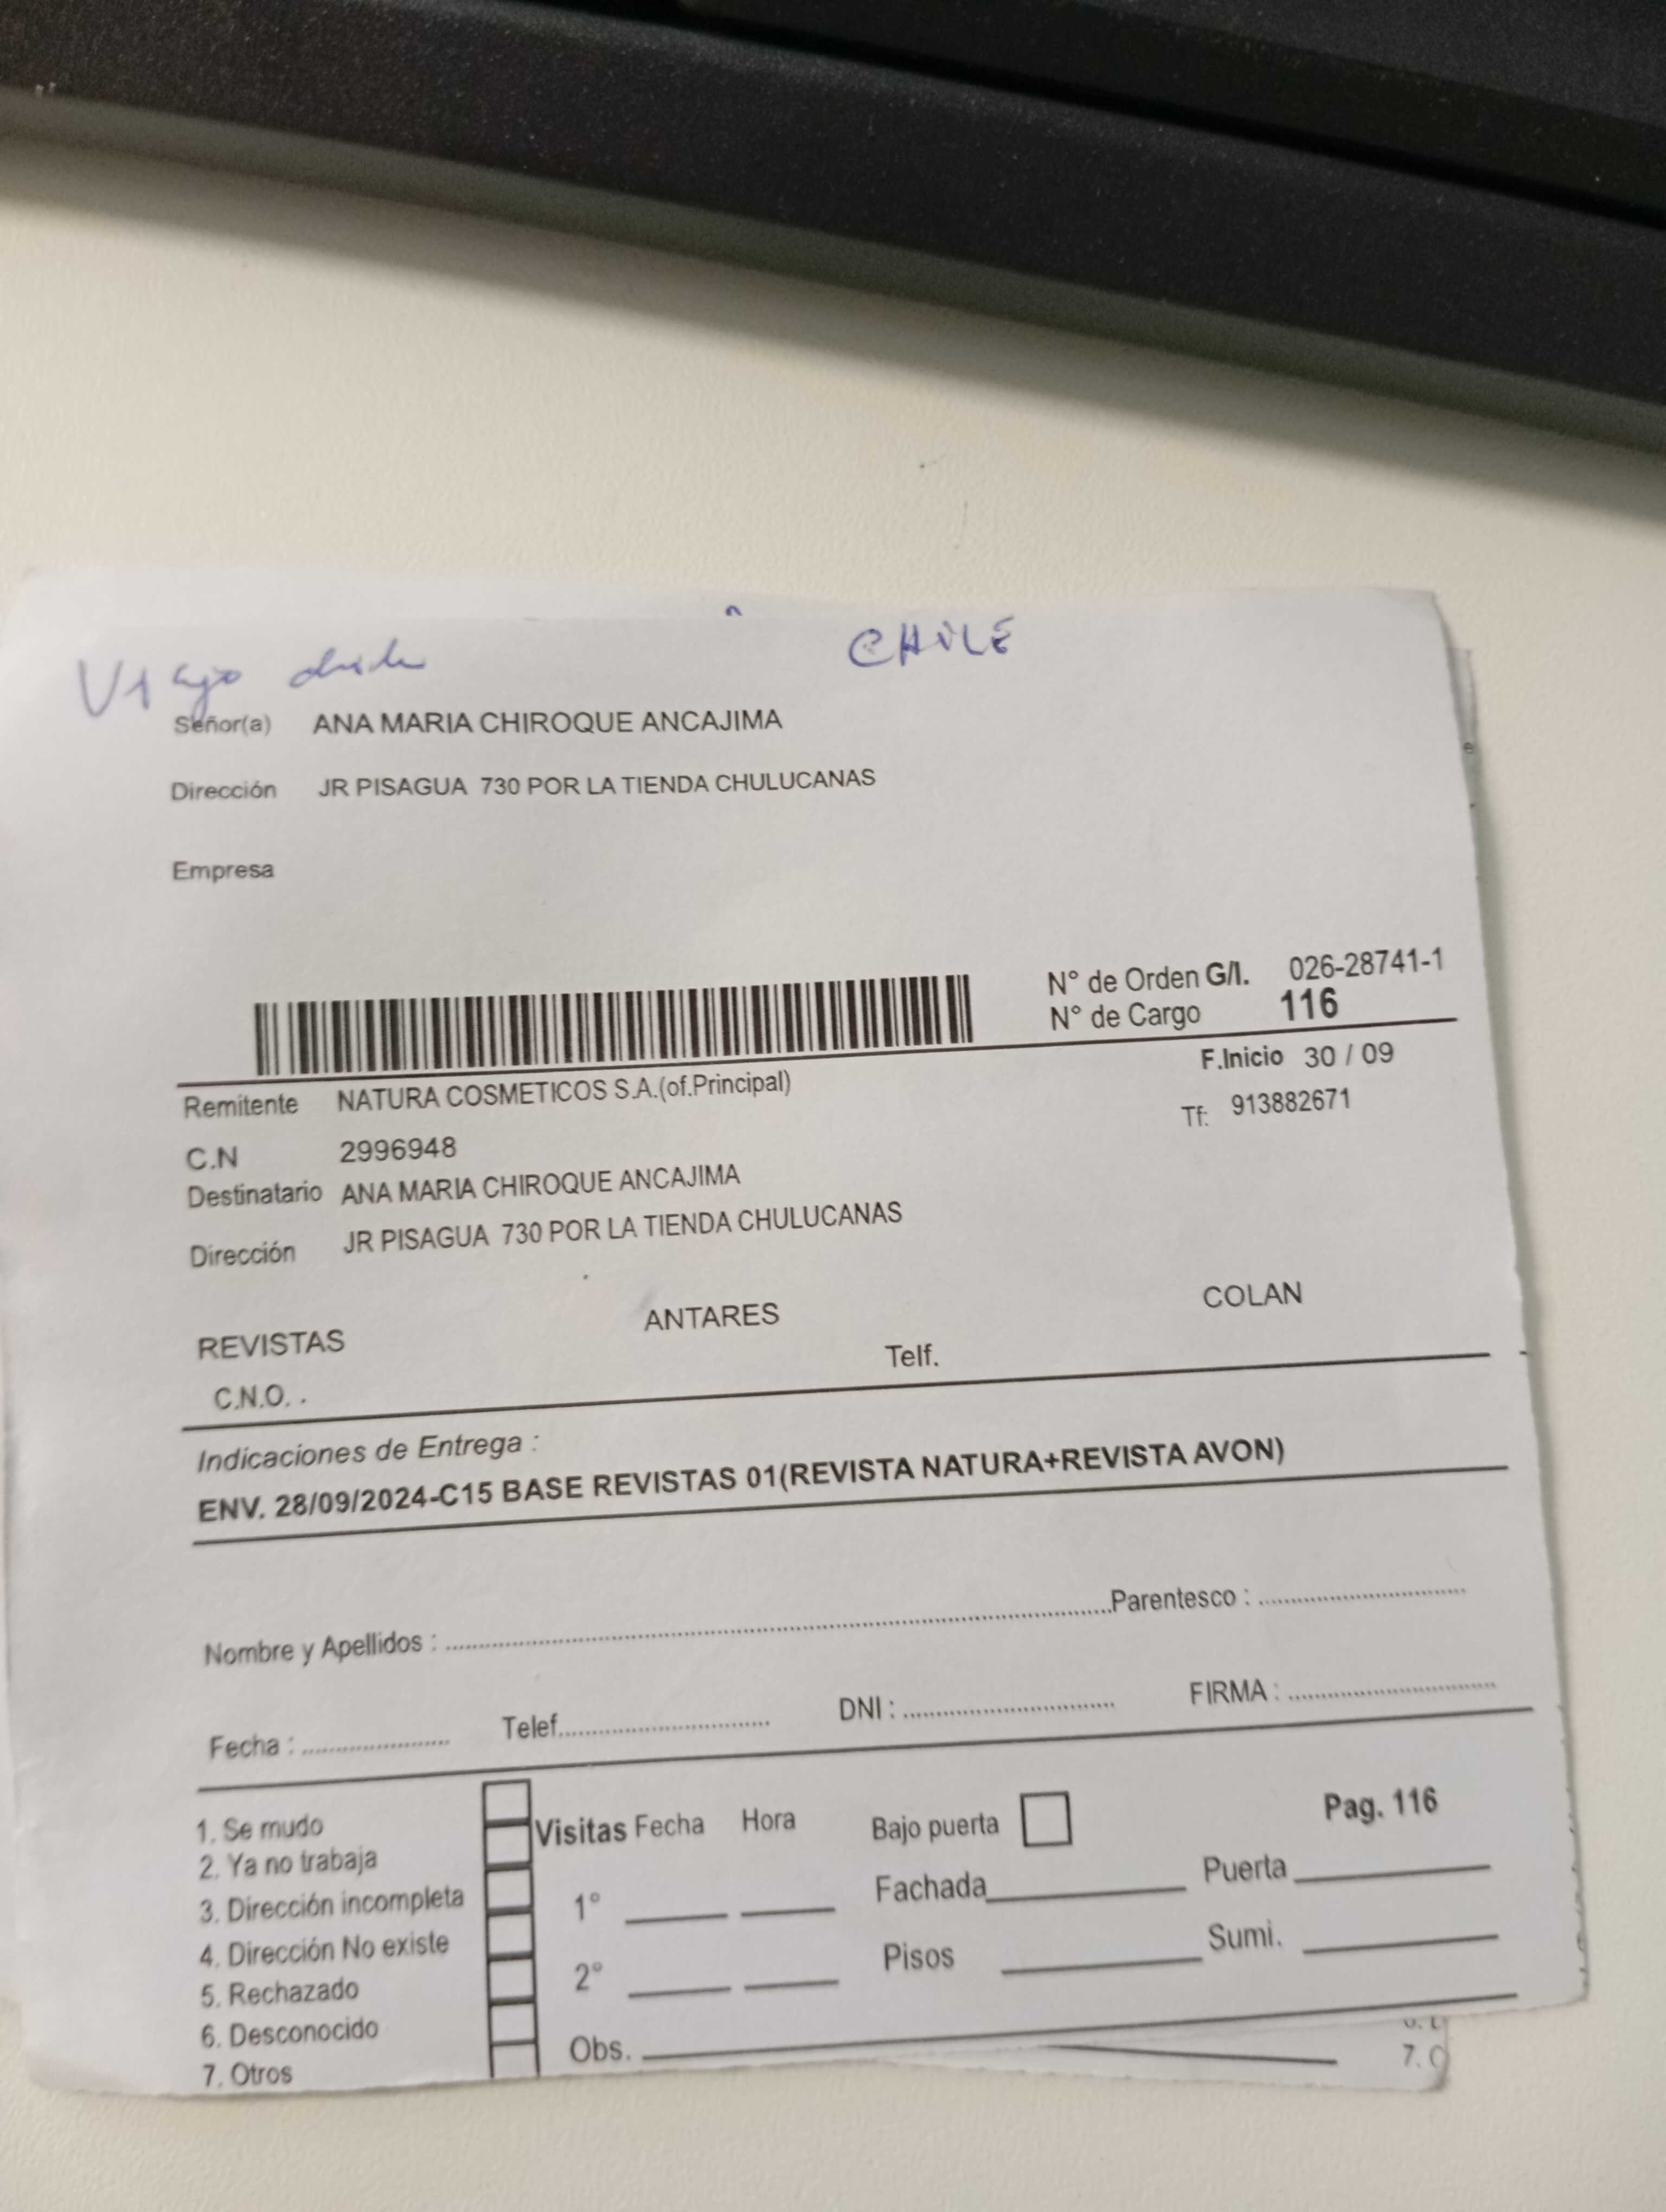 Viajo CHILE
Señor(a) ANA MARIA CHIROQUE ANCAJIMA
Dirección JR PISAGUA 730 POR LA TIENDA CHULUCANAS
Empresa
N° de Orden G/I. 026-28741-1
N° de Cargo 116
F.Inicio 30 / 09
Remitente NATURA COSMETICOS S.A.(of.Principal)
Tf: 913882671
C.N 2996948
Destinatario ANA MARIA CHIROQUE ANCAJIMA
Dirección JR PISAGUA 730 POR LA TIENDA CHULUCANAS
REVISTAS ANTARES COLAN
C.N.O. . Telf.
Indicaciones de Entrega :
ENV. 28/09/2024-C15 BASE REVISTAS 01(REVISTA NATURA+REVISTA AVON)
Nombre y Apellidos : Parentesco :
Fecha : Telef. DNI : FIRMA :
1. Se mudo
2. Ya no trabaja
3. Dirección incompleta
4. Dirección No existe
5. Rechazado
6. Desconocido
7. Otros
Visitas Fecha Hora
1°
2°
Obs.
Bajo puerta
Fachada
Pisos
Pag. 116
Puerta
Sumi.
7.